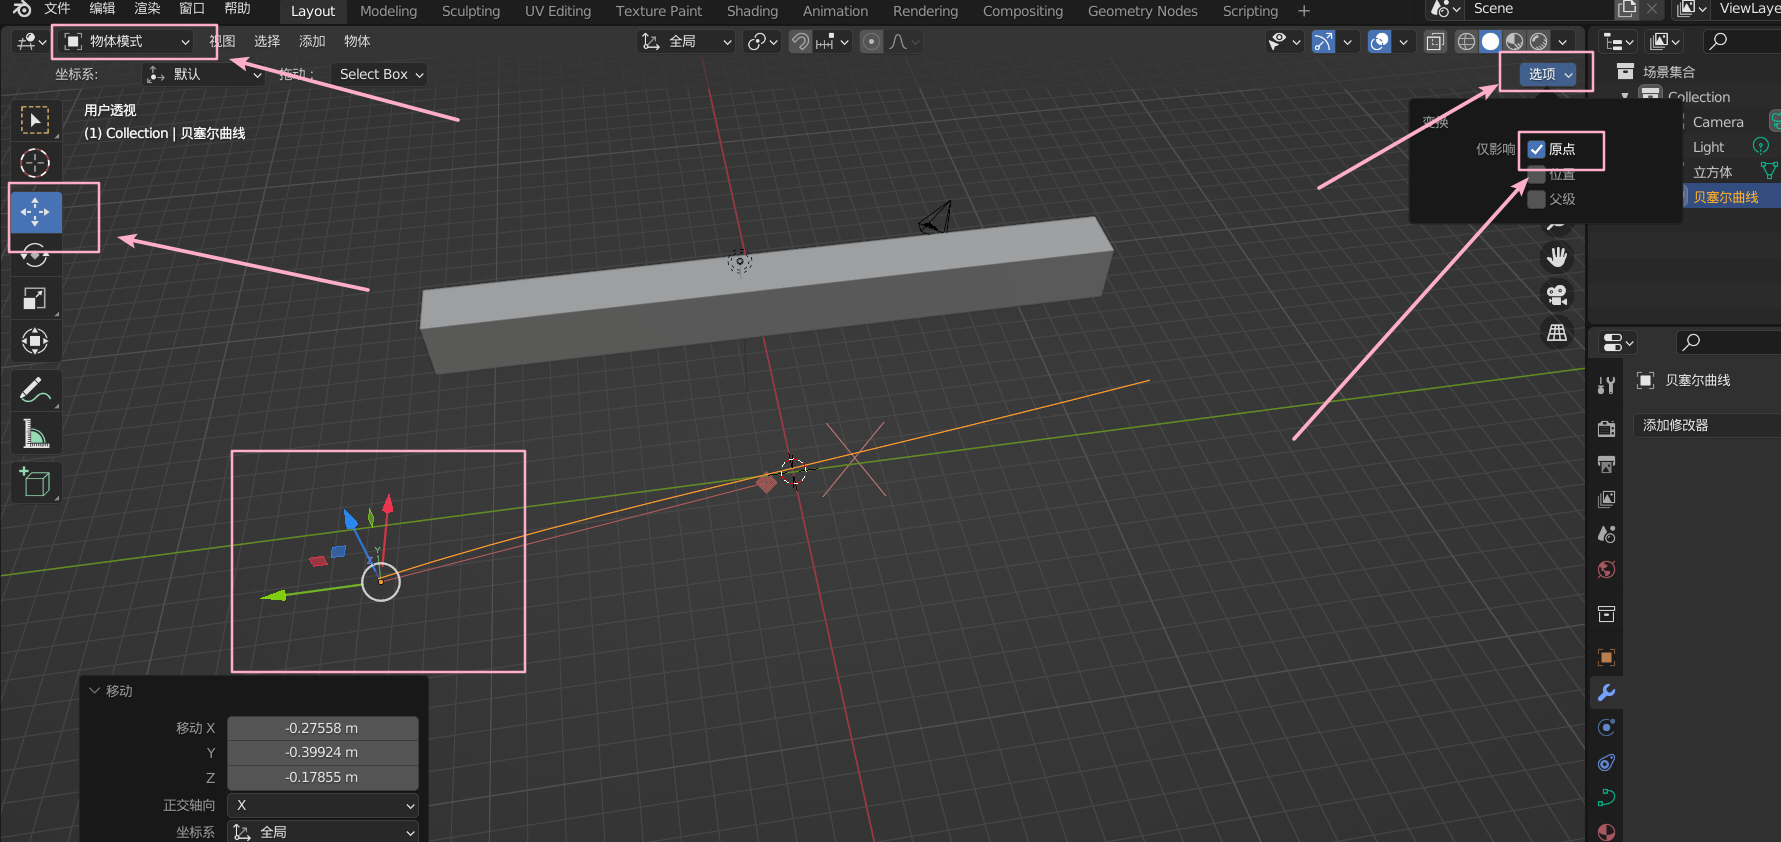 文件 编辑 渲染 窗口 帮助 Layout Modeling Sculpting UV Editing Texture Paint Shading Animation Rendering Compositing Geometry Nodes Scripting + Scene ViewLaye
物体模式 视图 选择 添加 物体 全局
坐标系: 默认 拖动: Select Box 选项
用户透视
(1) Collection | 贝塞尔曲线
变换
仅影响 原点
位置
父级
场景集合
Collection
Camera
Light
立方体
贝塞尔曲线
贝塞尔曲线
添加修改器
Y
Z
移动
移动 X -0.27558 m
Y -0.39924 m
Z -0.17855 m
正交轴向 X
坐标系 全局